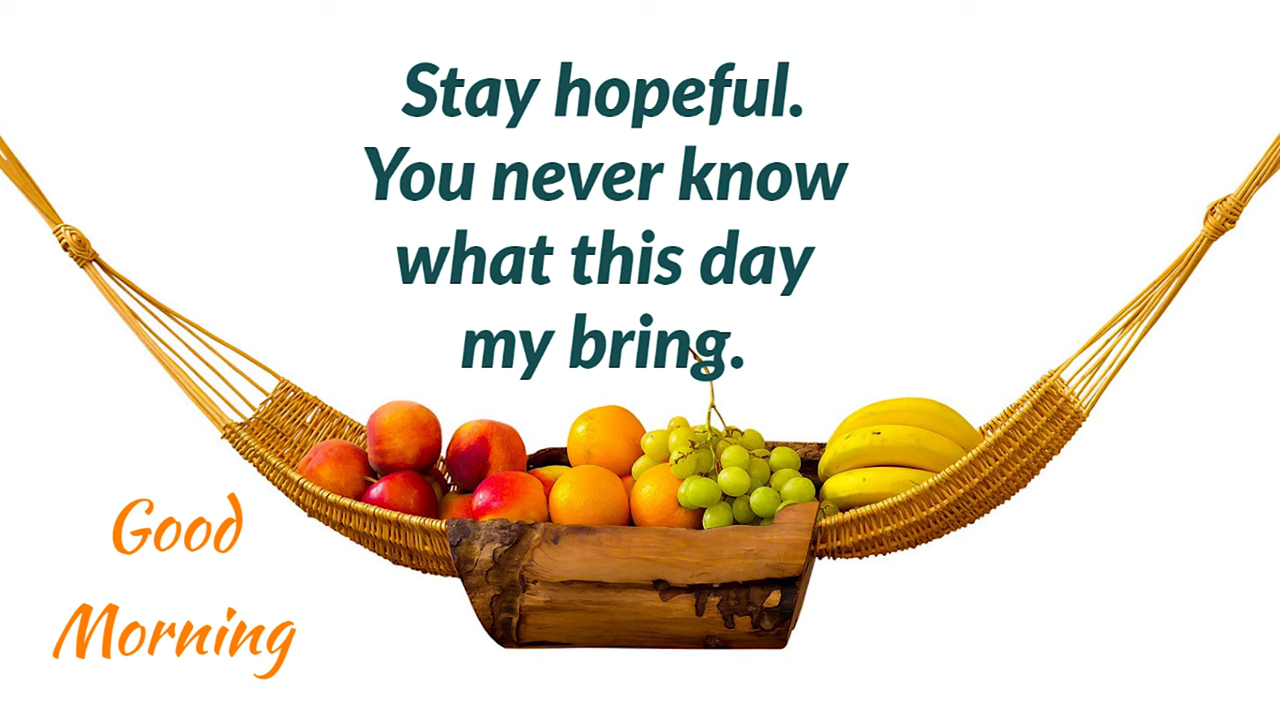 Stay hopeful.
You never know
what this day
my bring.
Good
Morning